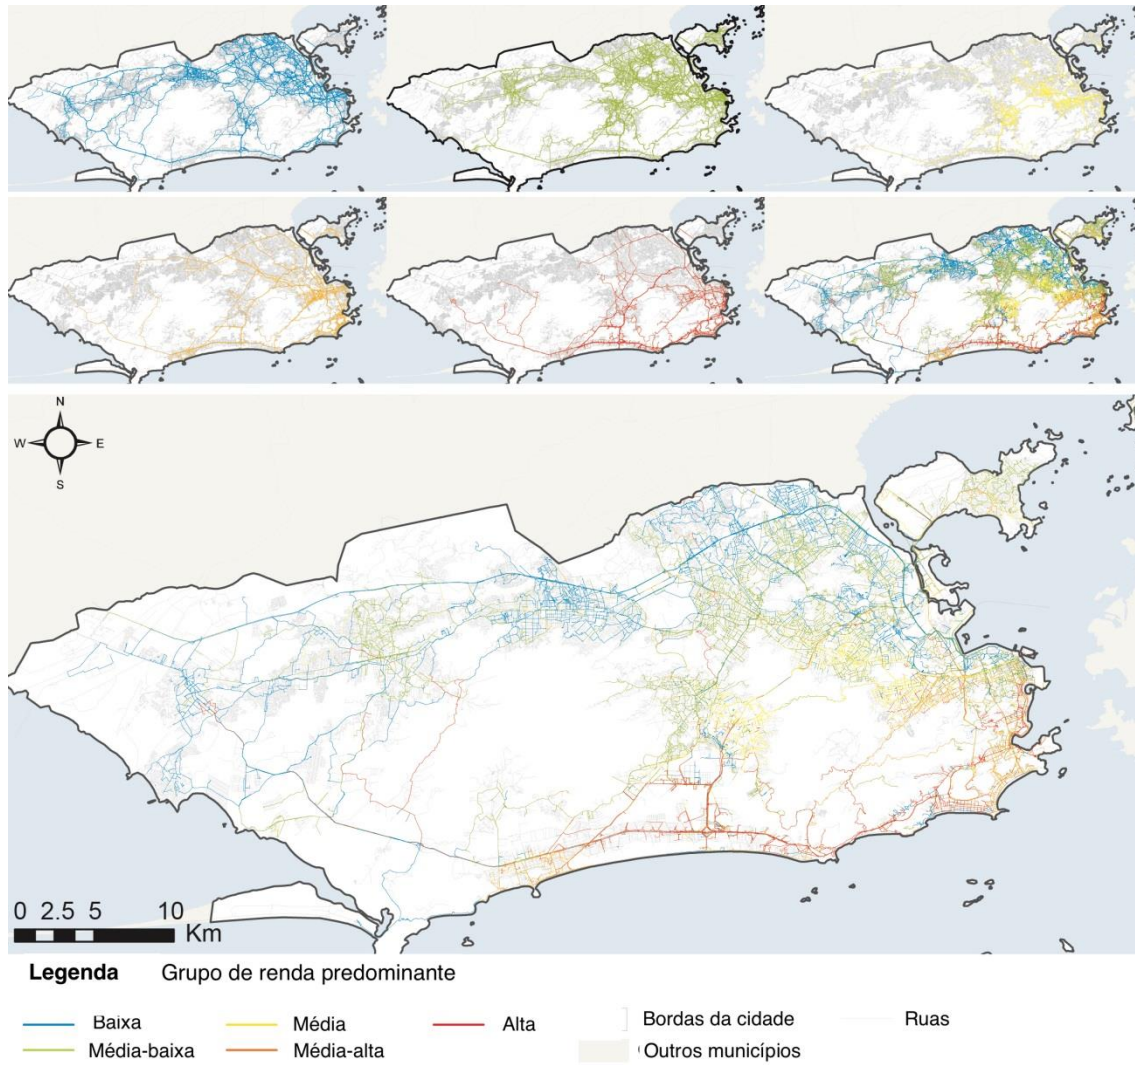 N
W E
S
0 2.5 5 10
Km
Legenda Grupo de renda predominante
Baixa Média Alta Bordas da cidade Ruas
Média-baixa Média-alta Outros municípios